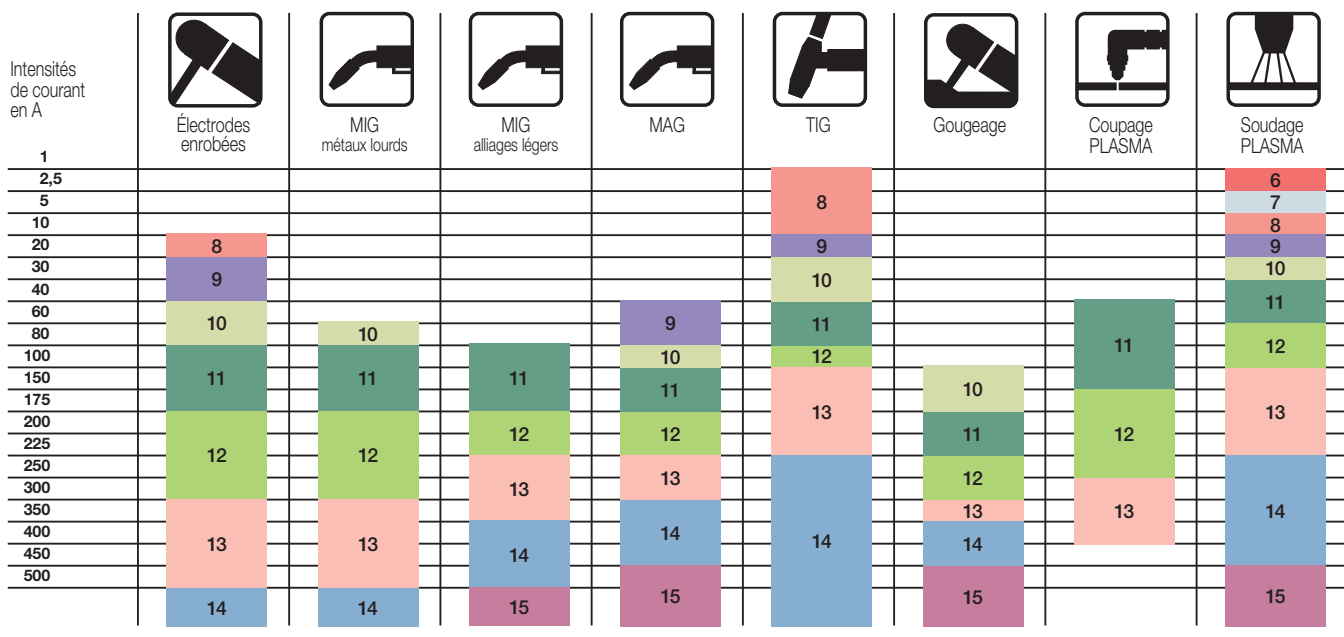 Intensités
de courant
en A
Électrodes
enrobées
MIG
métaux lourds
MIG
alliages légers
MAG
TIG
Gougeage
Coupage
PLASMA
Soudage
PLASMA
1
2,5 6
5 8 7
10 8
20 8 9 9
30 9 10 10
40 11
60 10 9 11 11
80 10 12
100 11 11 11 10 12 11
150 11 13 10 13
175
200 12 12 12 12 11 12
225
250 13 13 12
300 13
350 13 13 14 13 14
400 14 14 14
450
500 15
14 14 15 15 15